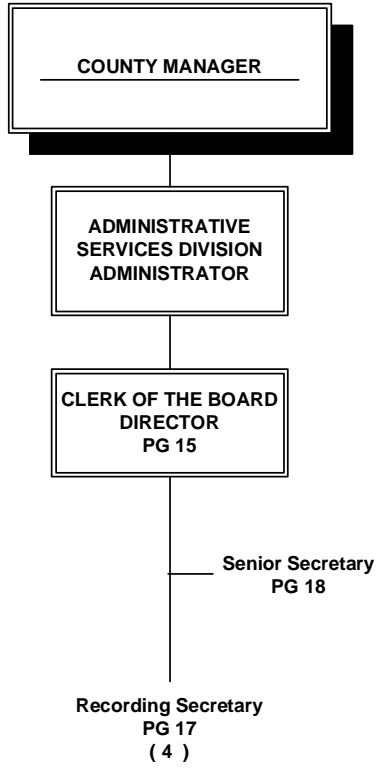 COUNTY MANAGER
ADMINISTRATIVE
SERVICES DIVISION
ADMINISTRATOR
CLERK OF THE BOARD
DIRECTOR
PG 15
Senior Secretary
PG 18
Recording Secretary
PG 17
( 4 )